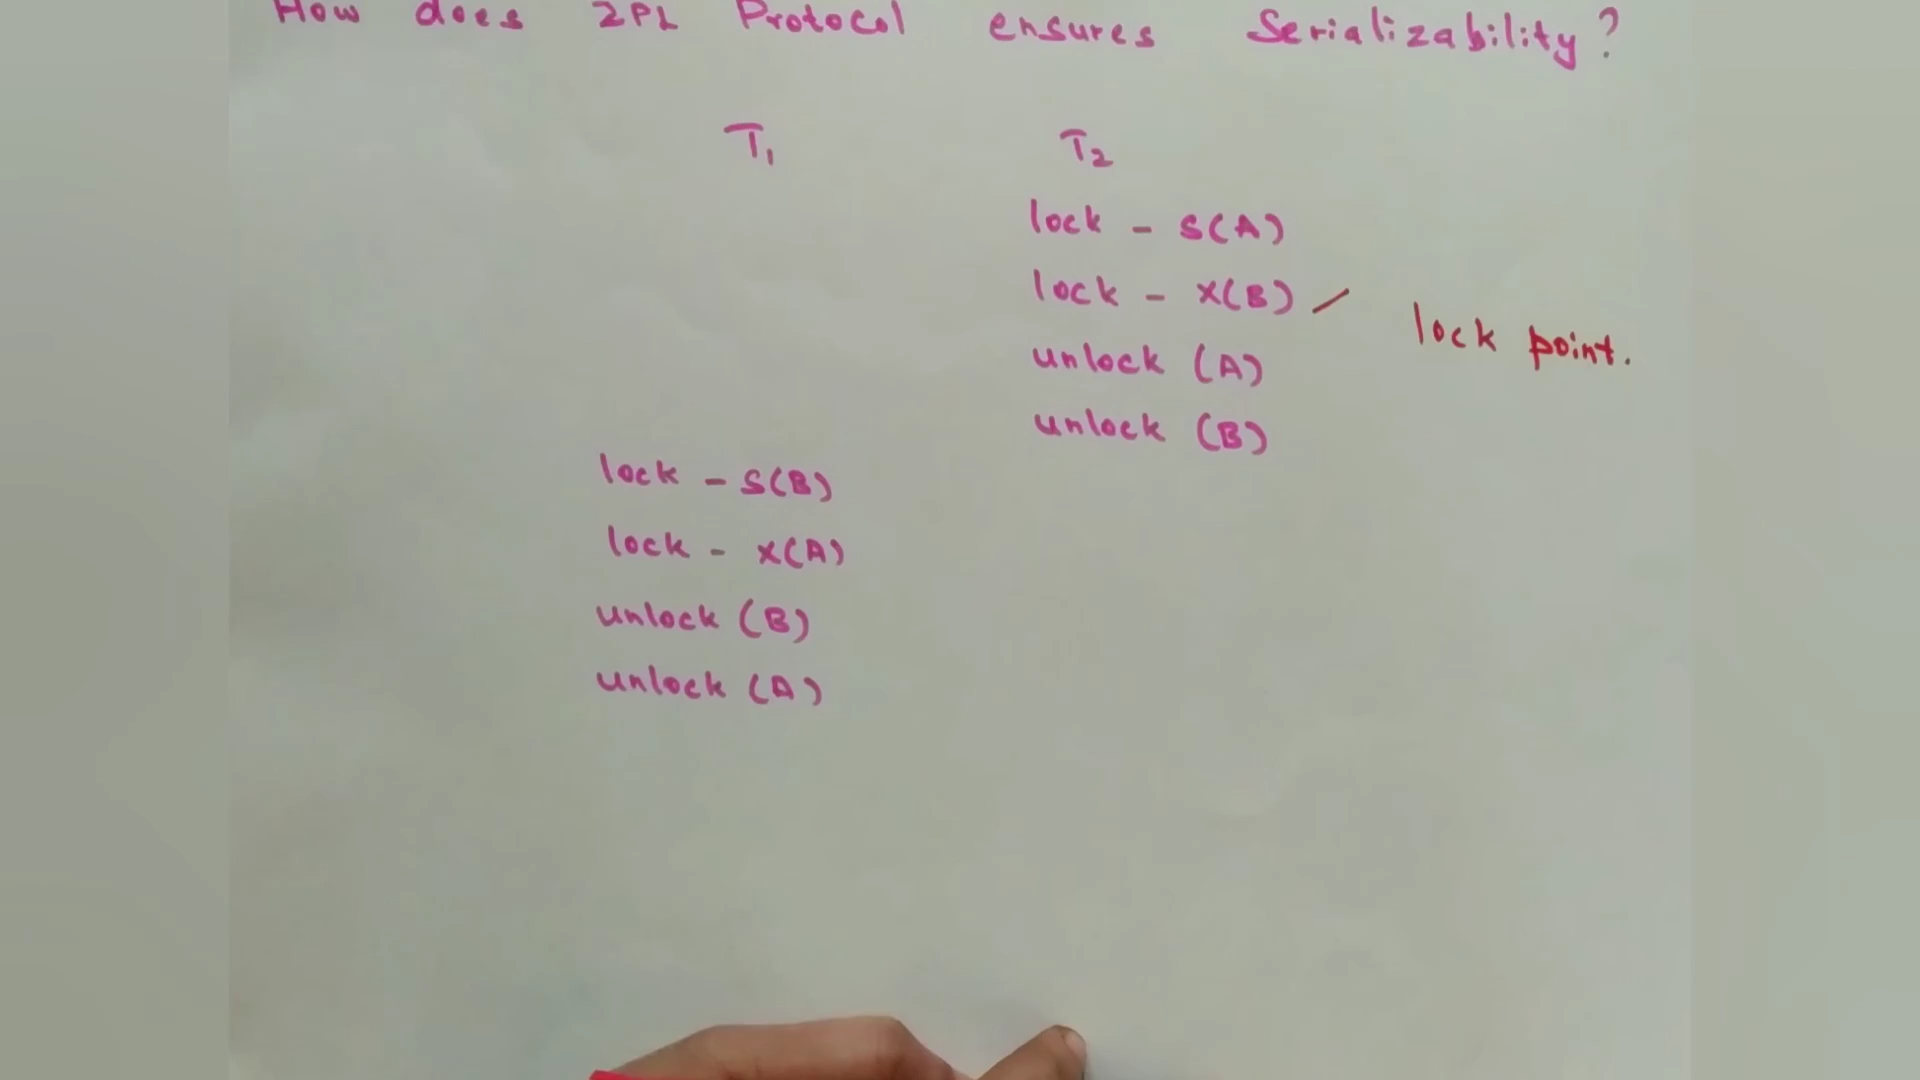 How does 2PL Protocol ensures Serializability?
T1 T2
lock - S(A)
lock - X(B) lock point.
unlock (A)
unlock (B)
lock - S(B)
lock - X(A)
unlock (B)
unlock (A)